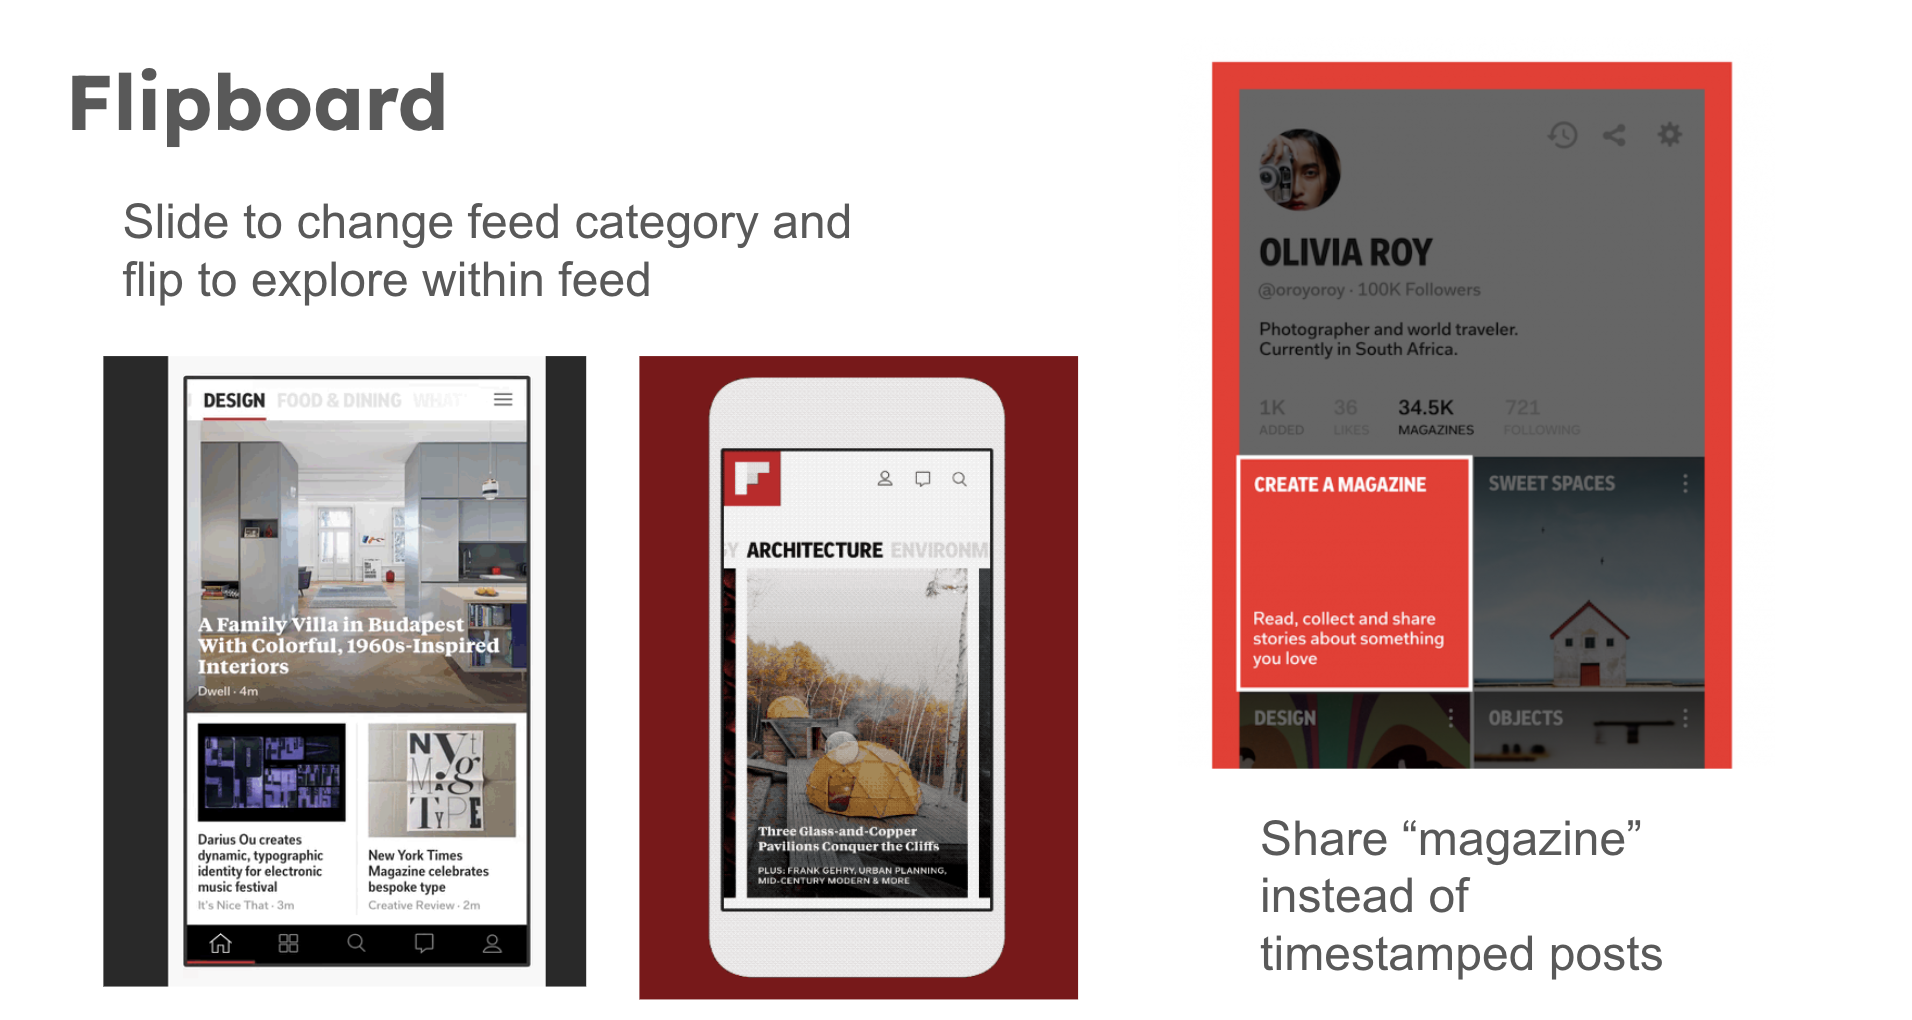 Flipboard
Slide to change feed category and
flip to explore within feed
DESIGN FOOD & DINING WHAT'
A Family Villa in Budapest
With Colorful, 1960s-Inspired
Interiors
Dwell · 4m
Darius Ou creates
dynamic, typographic
identity for electronic
music festival
It's Nice That · 3m
NyT
MAg
TYPE
New York Times
Magazine celebrates
bespoke type
Creative Review · 2m
GY ARCHITECTURE ENVIRONM
Three Glass-and-Copper
Pavilions Conquer the Cliffs
PLUS: FRANK GEHRY, URBAN PLANNING,
MID-CENTURY MODERN & MORE
OLIVIA ROY
@oroyoroy · 100K Followers
Photographer and world traveler.
Currently in South Africa.
1K 36 34.5K 721
ADDED LIKES MAGAZINES FOLLOWING
CREATE A MAGAZINE
Read, collect and share
stories about something
you love
SWEET SPACES
DESIGN
OBJECTS
Share “magazine”
instead of
timestamped posts